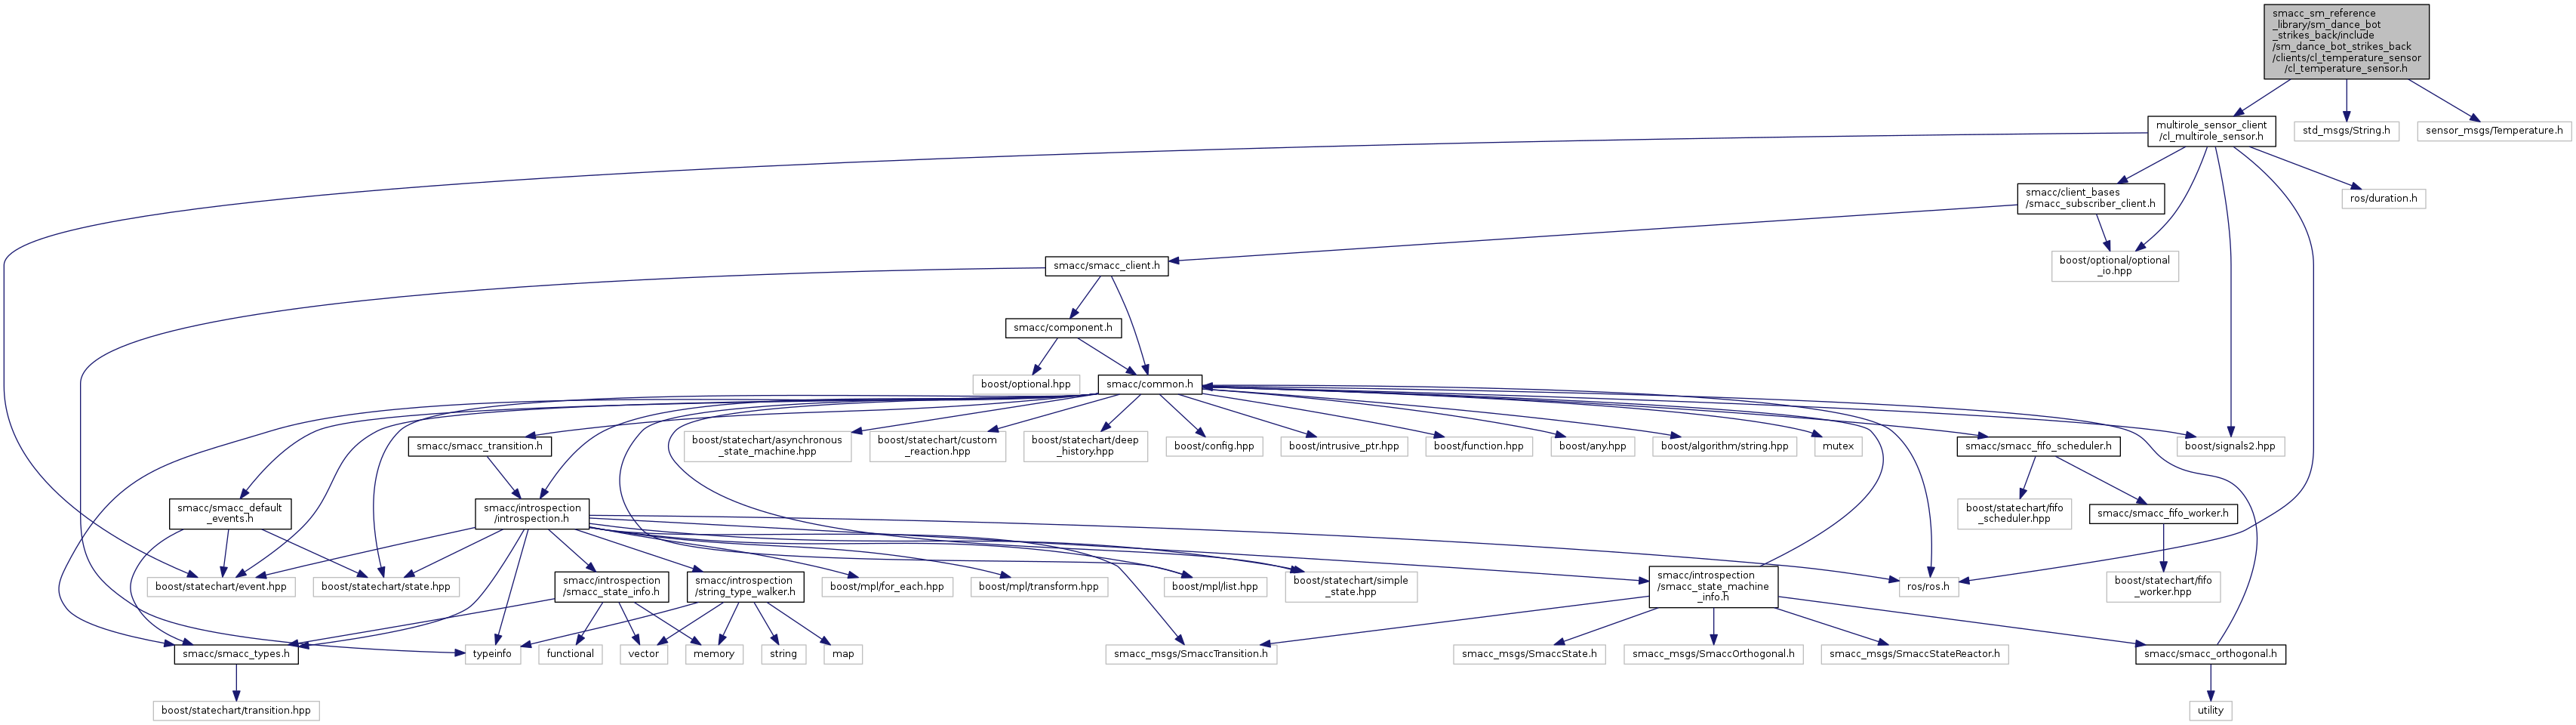 smacc_sm_reference
_library/sm_dance_bot
_strikes_back/include
/sm_dance_bot_strikes_back
/clients/cl_temperature_sensor
/cl_temperature_sensor.h
multirole_sensor_client
/cl_multirole_sensor.h
std_msgs/String.h
sensor_msgs/Temperature.h
smacc/client_bases
/smacc_subscriber_client.h
ros/duration.h
smacc/smacc_client.h
boost/optional/optional
_io.hpp
smacc/component.h
boost/optional.hpp
smacc/common.h
smacc/smacc_transition.h
boost/statechart/asynchronous
_state_machine.hpp
boost/statechart/custom
_reaction.hpp
boost/statechart/deep
_history.hpp
boost/config.hpp
boost/intrusive_ptr.hpp
boost/function.hpp
boost/any.hpp
boost/algorithm/string.hpp
mutex
smacc/smacc_fifo_scheduler.h
boost/signals2.hpp
smacc/smacc_default
_events.h
smacc/introspection
/introspection.h
boost/statechart/fifo
_scheduler.hpp
smacc/smacc_fifo_worker.h
boost/statechart/event.hpp
boost/statechart/state.hpp
smacc/introspection
/smacc_state_info.h
smacc/introspection
/string_type_walker.h
boost/mpl/for_each.hpp
boost/mpl/transform.hpp
boost/mpl/list.hpp
boost/statechart/simple
_state.hpp
smacc/introspection
/smacc_state_machine
_info.h
ros/ros.h
boost/statechart/fifo
_worker.hpp
smacc/smacc_types.h
typeinfo
functional
vector
memory
string
map
smacc_msgs/SmaccTransition.h
smacc_msgs/SmaccState.h
smacc_msgs/SmaccOrthogonal.h
smacc_msgs/SmaccStateReactor.h
smacc/smacc_orthogonal.h
boost/statechart/transition.hpp
utility